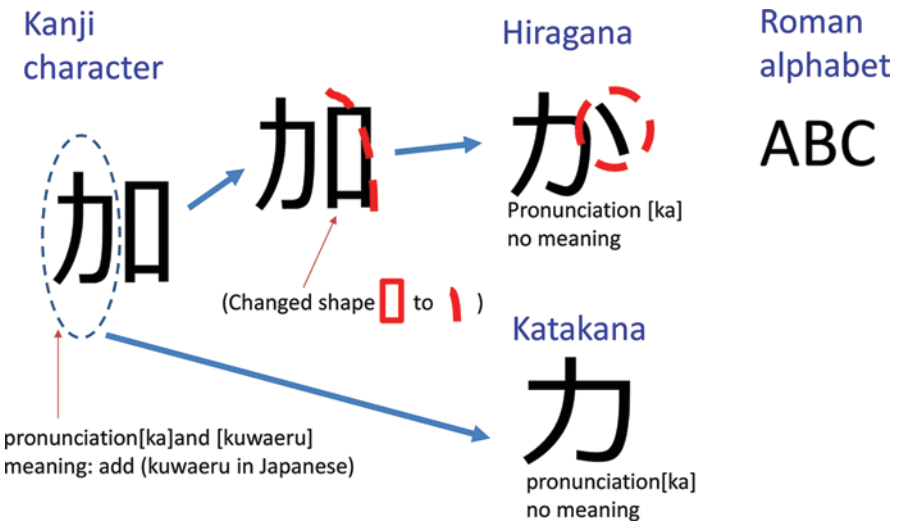 Kanji
character
加
pronunciation[ka]and [kuwaeru]
meaning: add (kuwaeru in Japanese)
加
(Changed shape to )
Hiragana
か
Pronunciation [ka]
no meaning
Katakana
カ
pronunciation[ka]
no meaning
Roman
alphabet
ABC